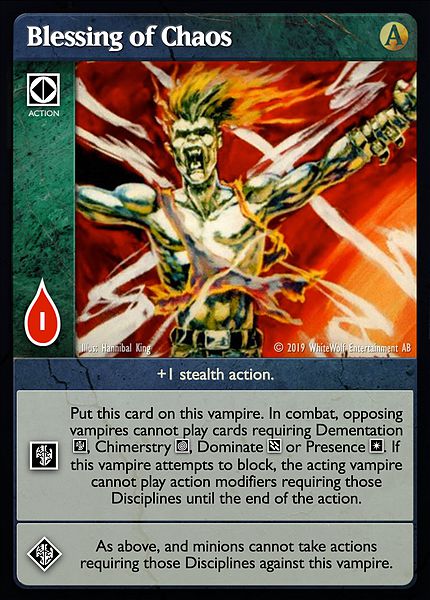 Blessing of Chaos
A
ACTION
1
Illus: Hannibal King
© 2019 WhiteWolf Entertainment AB
+1 stealth action.
Put this card on this vampire. In combat, opposing
vampires cannot play cards requiring Dementation
, Chimerstry , Dominate or Presence . If
this vampire attempts to block, the acting vampire
cannot play action modifiers requiring those
Disciplines until the end of the action.
As above, and minions cannot take actions
requiring those Disciplines against this vampire.